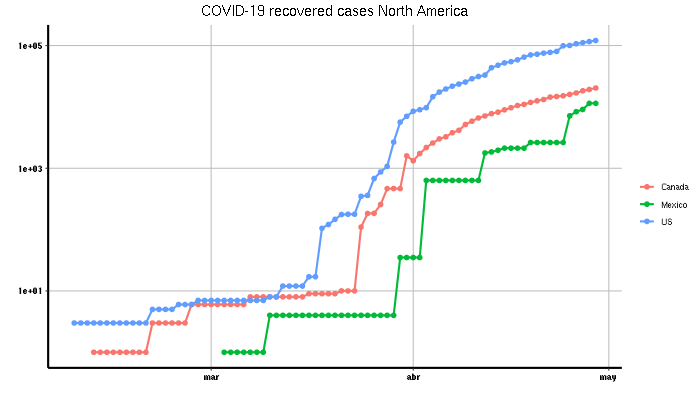 COVID-19 recovered cases North America
1e+05
1e+03
1e+01
mar
abr
may
Canada
Mexico
US